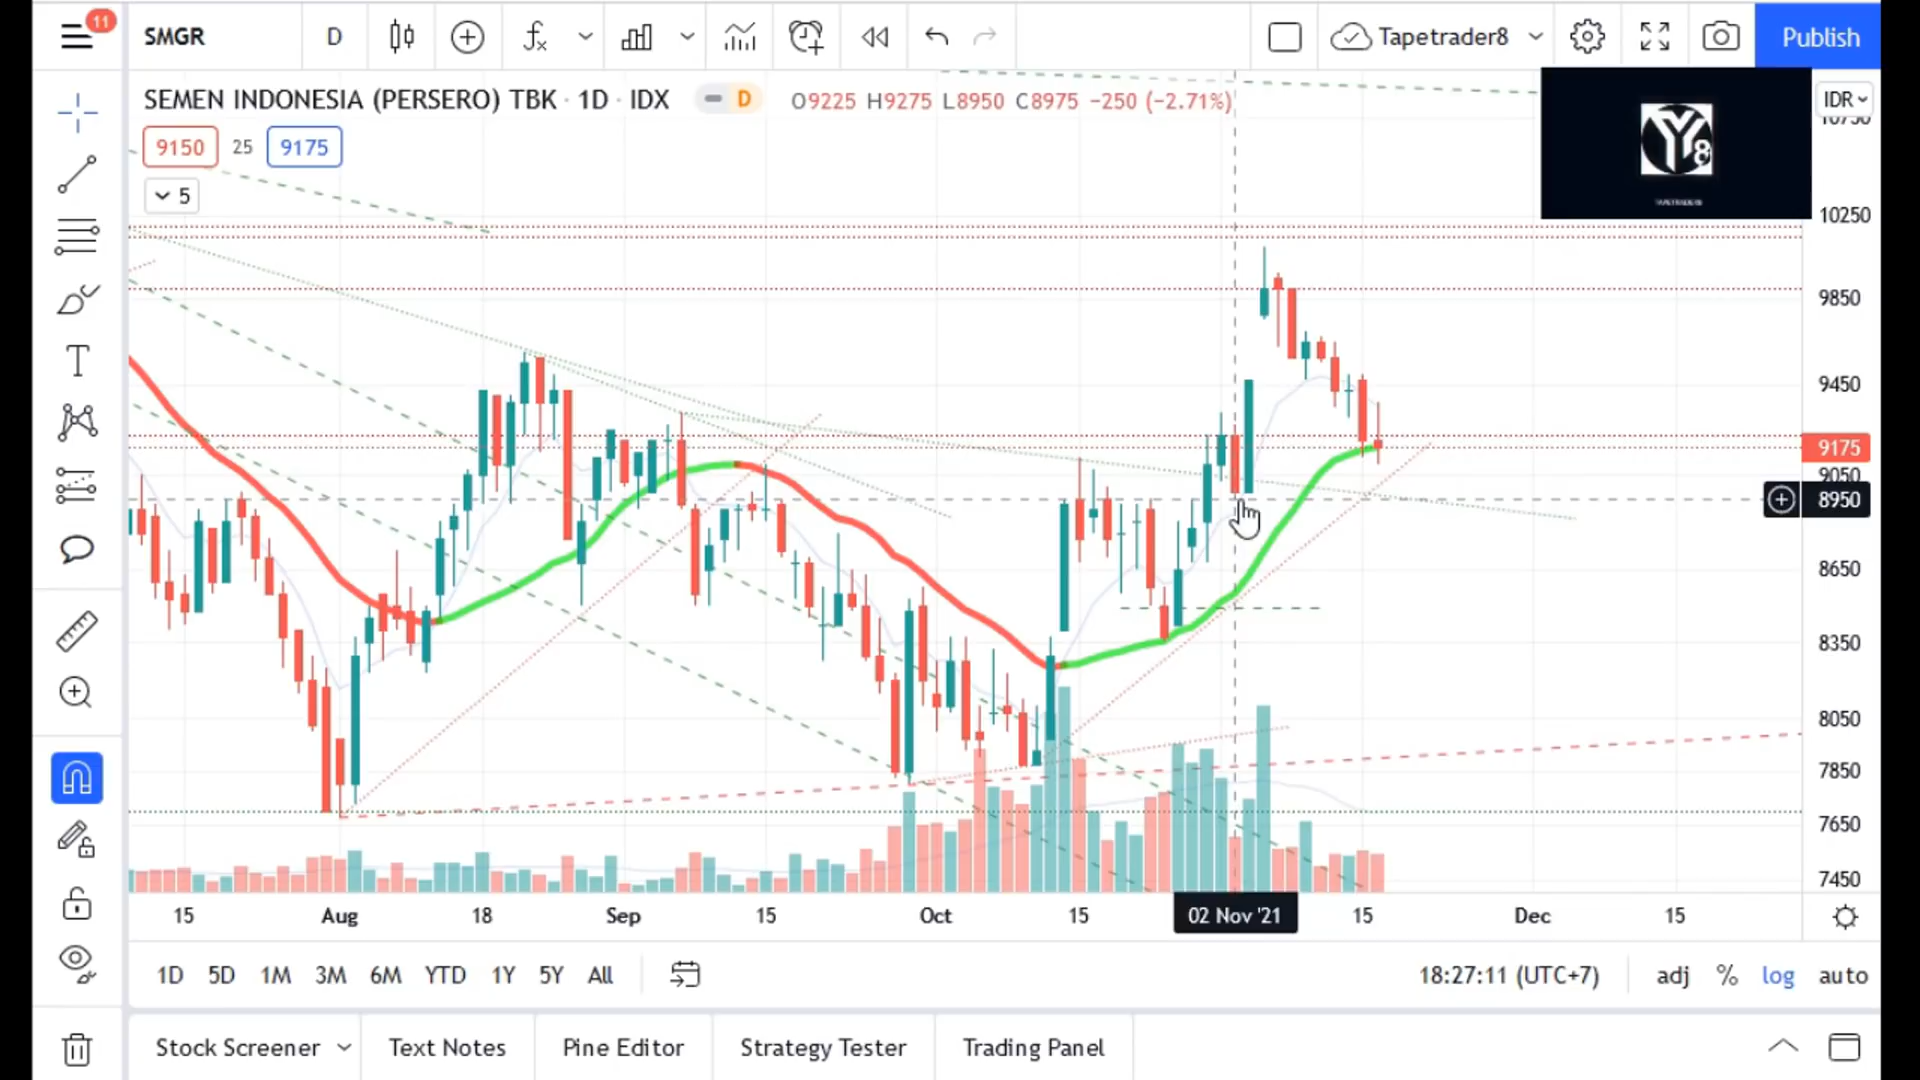 11
SMGR
D
Tapetrader8
Publish
SEMEN INDONESIA (PERSERO) TBK · 1D · IDX
D
O9225 H9275 L8950 C8975 −250 (−2.71%)
IDR
9150
25
9175
5
YY8
TAPETRADER8
10750
10250
9850
9450
9175
9050
8950
8650
8350
8050
7850
7650
7450
15
Aug
18
Sep
15
Oct
15
02 Nov '21
15
Dec
15
1D 5D 1M 3M 6M YTD 1Y 5Y All
18:27:11 (UTC+7)
adj % log auto
Stock Screener
Text Notes
Pine Editor
Strategy Tester
Trading Panel